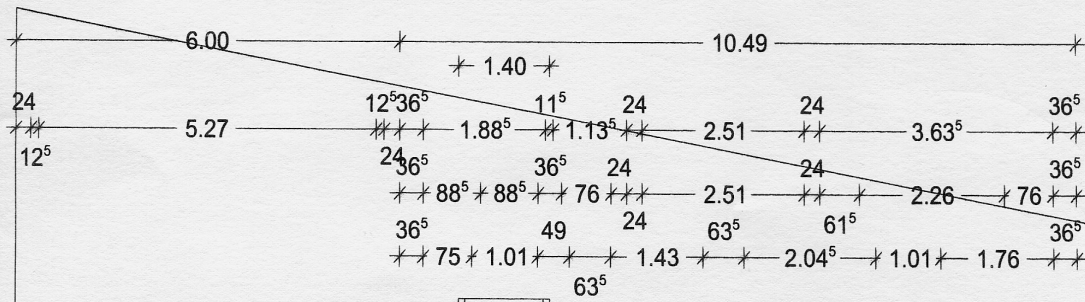 6.00 10.49
1.40
24 12⁵ 36⁵ 11⁵ 24 24 36⁵
5.27 1.88⁵ 1.13⁵ 2.51 3.63⁵
12⁵ 24
36⁵ 36⁵ 24 24 36⁵
88⁵ 88⁵ 76 2.51 2.26 76
36⁵ 49 24 63⁵ 61⁵ 36⁵
75 1.01 1.43 2.04⁵ 1.01 1.76
63⁵